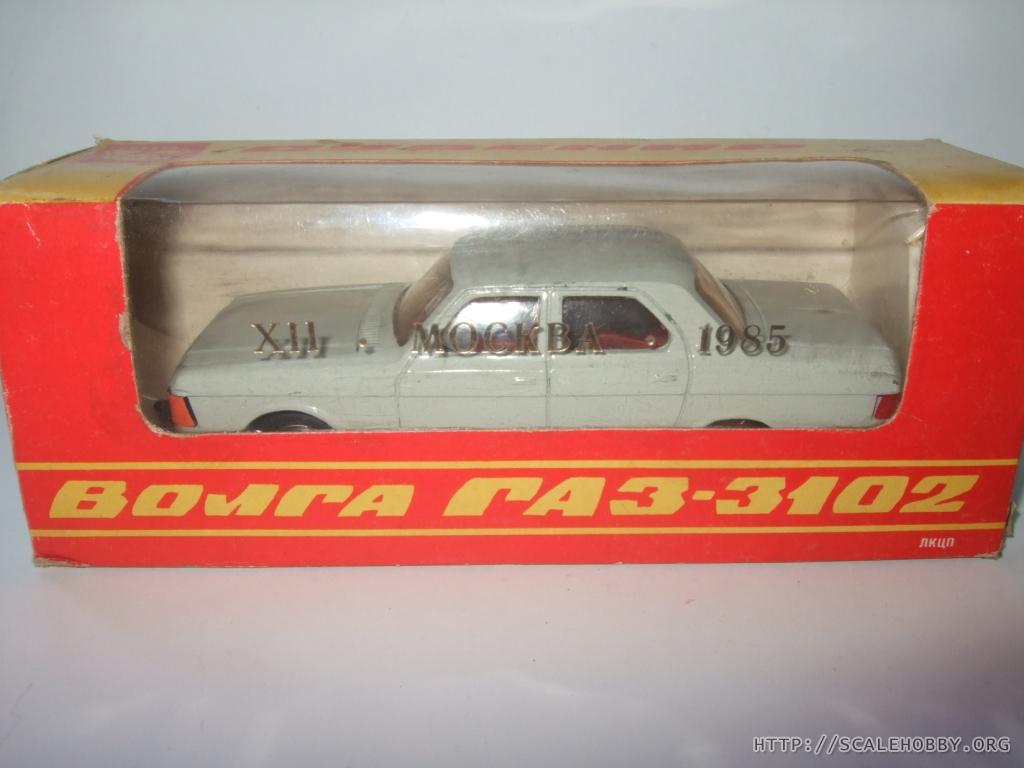 XII • МОСКВА 1985
ВОЛГА ГАЗ-3102
ЛКЦП
HTTP://SCALEHOBBY.ORG